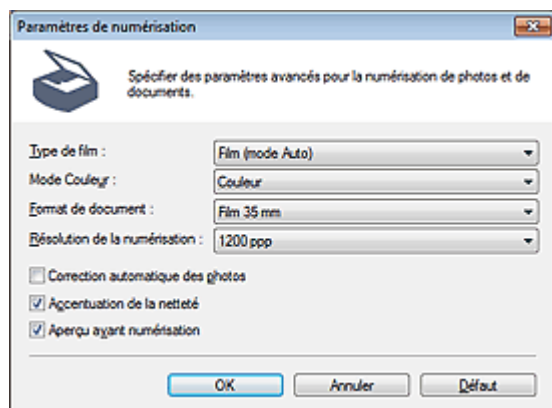 Paramètres de numérisation
Spécifier des paramètres avancés pour la numérisation de photos et de
documents.
Type de film : Film (mode Auto)
Mode Couleur : Couleur
Format de document : Film 35 mm
Résolution de la numérisation : 1200 ppp
Correction automatique des photos
Accentuation de la netteté
Aperçu avant numérisation
OK Annuler Défaut